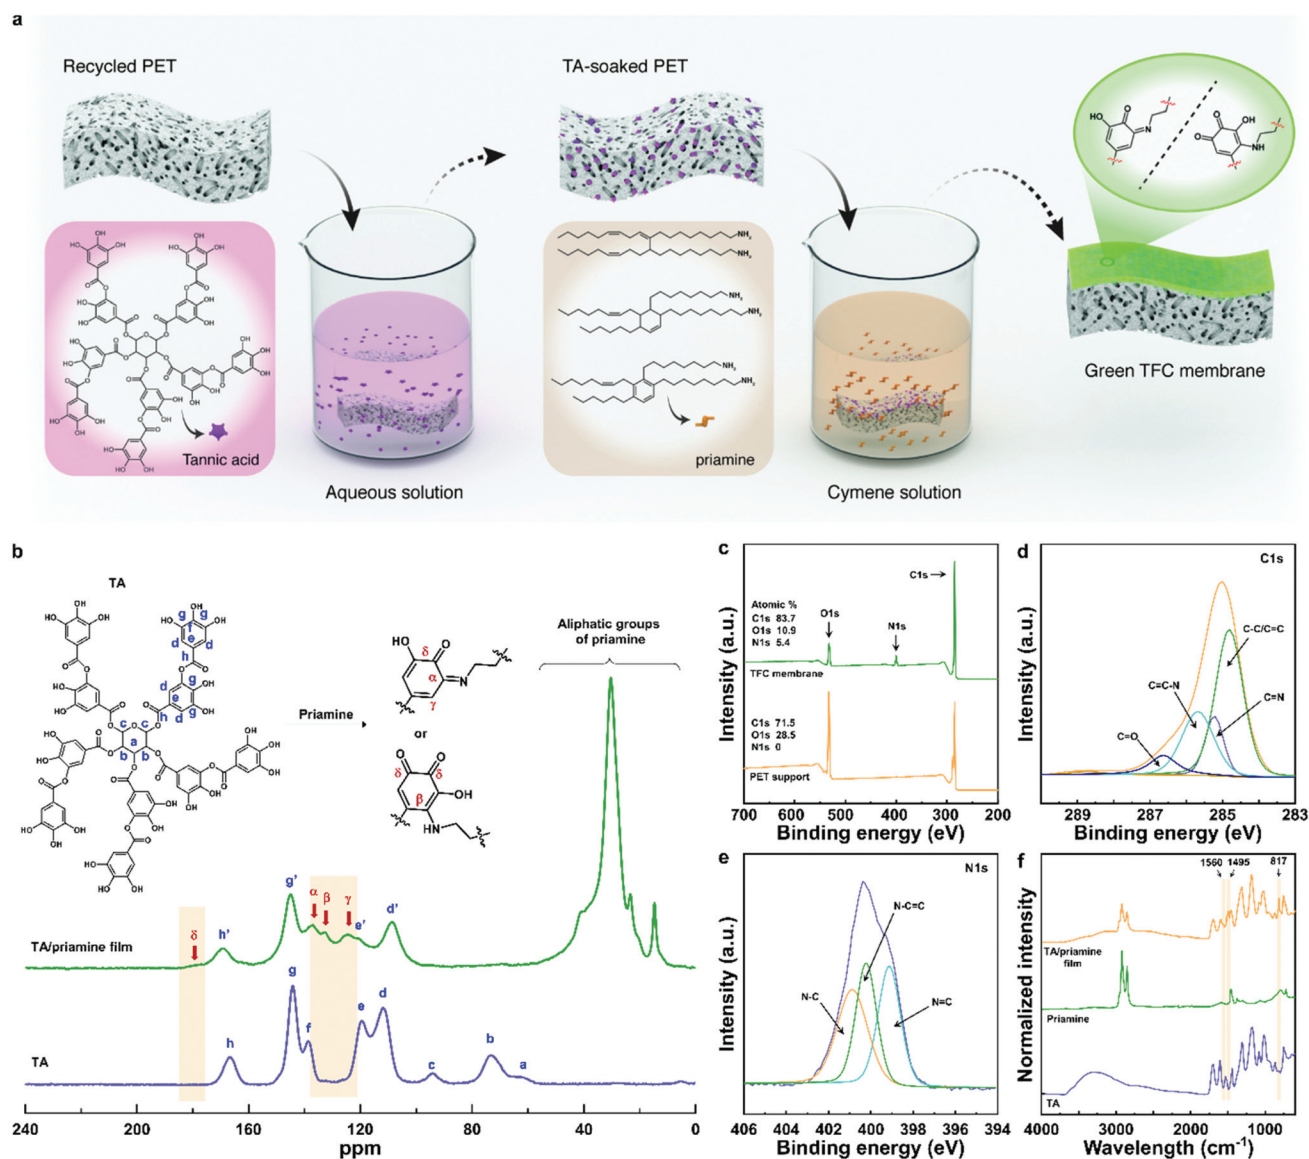 a
Recycled PET
TA-soaked PET
Tannic acid
Aqueous solution
priamine
Cymene solution
Green TFC membrane
b
TA
Priamine
or
Aliphatic groups
of priamine
δ
h'
g'
α
β
γ
e'
d'
TA/priamine film
h
g
f
e
d
c
b
a
TA
240 200 160 120 80 40 0
ppm
c
Intensity (a.u.)
C1s
O1s
N1s
Atomic %
C1s 83.7
O1s 10.9
N1s 5.4
TFC membrane
C1s 71.5
O1s 28.5
N1s 0
PET support
700 600 500 400 300 200
Binding energy (eV)
d
C1s
Intensity (a.u.)
C-C/C=C
C=C-N
C=N
C=O
289 287 285 283
Binding energy (eV)
e
N1s
Intensity (a.u.)
N-C=C
N-C
N=C
406 404 402 400 398 396 394
Binding energy (eV)
f
Normalized intensity
1560 1495 817
TA/priamine
film
Priamine
TA
4000 3000 2000 1000
Wavelength (cm⁻¹)